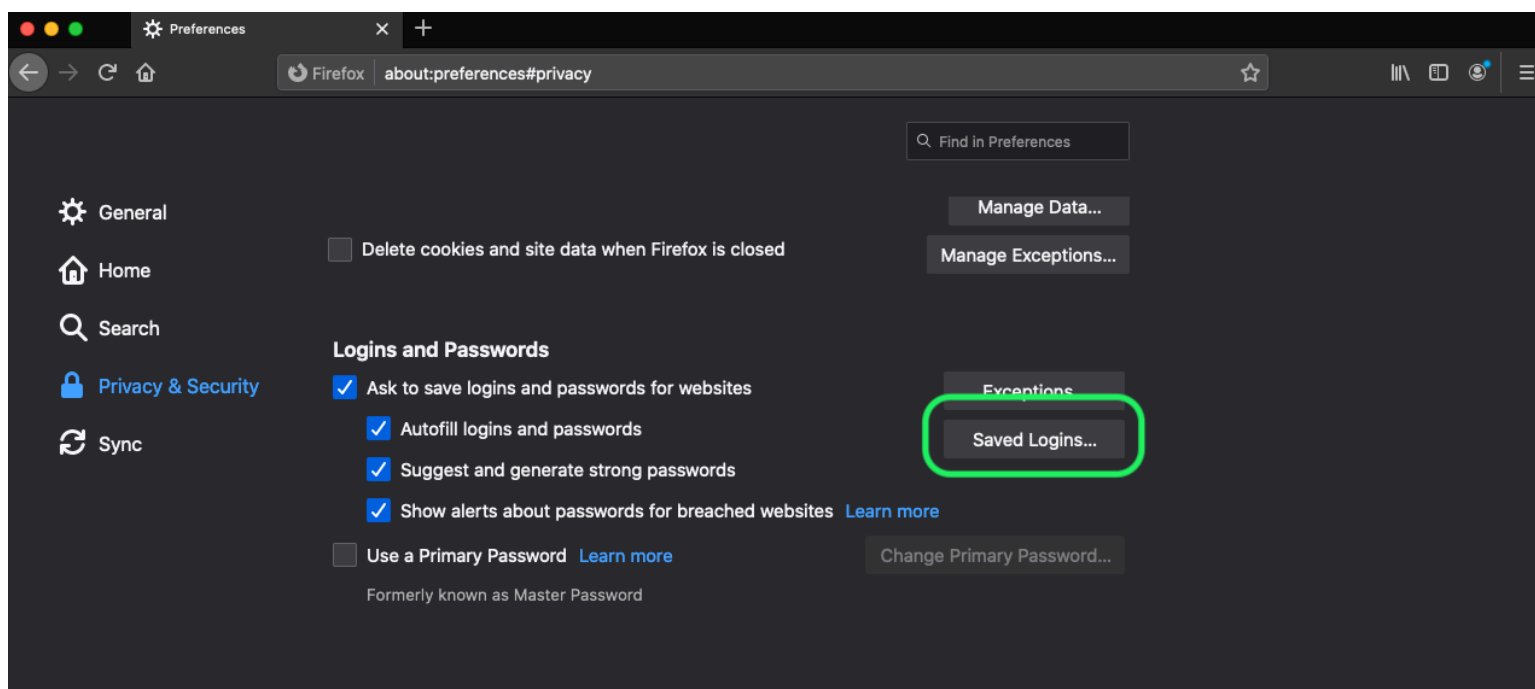 Preferences
Firefox about:preferences#privacy
Find in Preferences
General
Home
Search
Privacy & Security
Sync
Manage Data...
Delete cookies and site data when Firefox is closed
Manage Exceptions...
Logins and Passwords
Ask to save logins and passwords for websites
Exceptions...
Autofill logins and passwords
Saved Logins...
Suggest and generate strong passwords
Show alerts about passwords for breached websites Learn more
Use a Primary Password Learn more
Change Primary Password...
Formerly known as Master Password